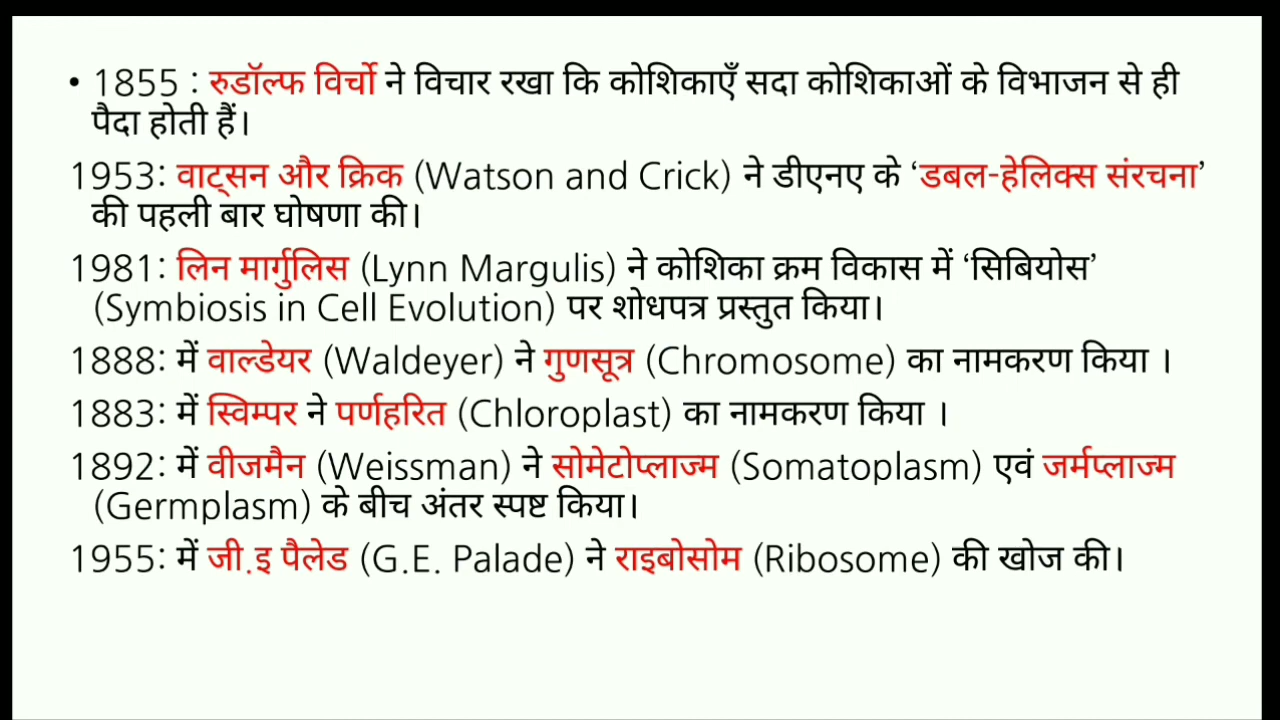 • 1855 : रुडॉल्फ विर्चो ने विचार रखा कि कोशिकाएँ सदा कोशिकाओं के विभाजन से ही
पैदा होती हैं।
1953: वाट्सन और क्रिक (Watson and Crick) ने डीएनए के ‘डबल-हेलिक्स संरचना’
की पहली बार घोषणा की।
1981: लिन मार्गुलिस (Lynn Margulis) ने कोशिका क्रम विकास में ‘सिबियोस’
(Symbiosis in Cell Evolution) पर शोधपत्र प्रस्तुत किया।
1888: में वाल्डेयर (Waldeyer) ने गुणसूत्र (Chromosome) का नामकरण किया ।
1883: में स्विम्पर ने पर्णहरित (Chloroplast) का नामकरण किया ।
1892: में वीजमैन (Weissman) ने सोमेटोप्लाज्म (Somatoplasm) एवं जर्मप्लाज्म
(Germplasm) के बीच अंतर स्पष्ट किया।
1955: में जी.इ पैलेड (G.E. Palade) ने राइबोसोम (Ribosome) की खोज की।